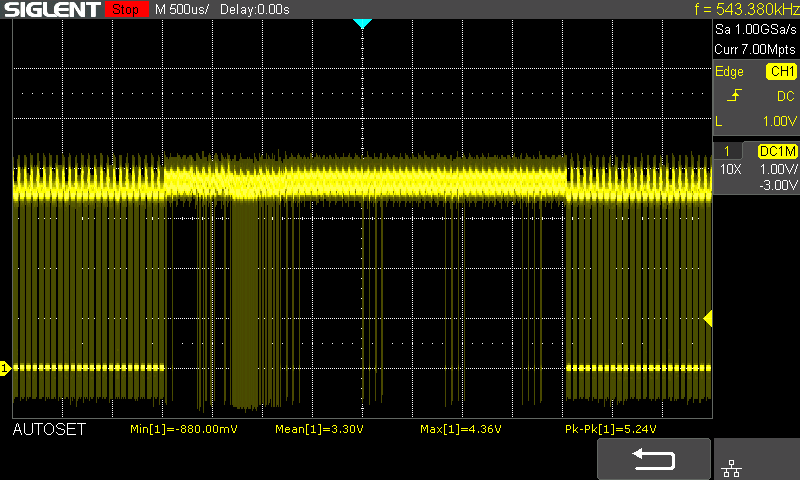 SIGLENT Stop M 500us/ Delay:0.00s f = 543.380kHz
Sa 1.00GSa/s
Curr 7.00Mpts
Edge CH1
DC
L 1.00V
1 DC1M
10X 1.00V/
-3.00V
1
AUTOSET Min[1]=-880.00mV Mean[1]=3.30V Max[1]=4.36V Pk-Pk[1]=5.24V